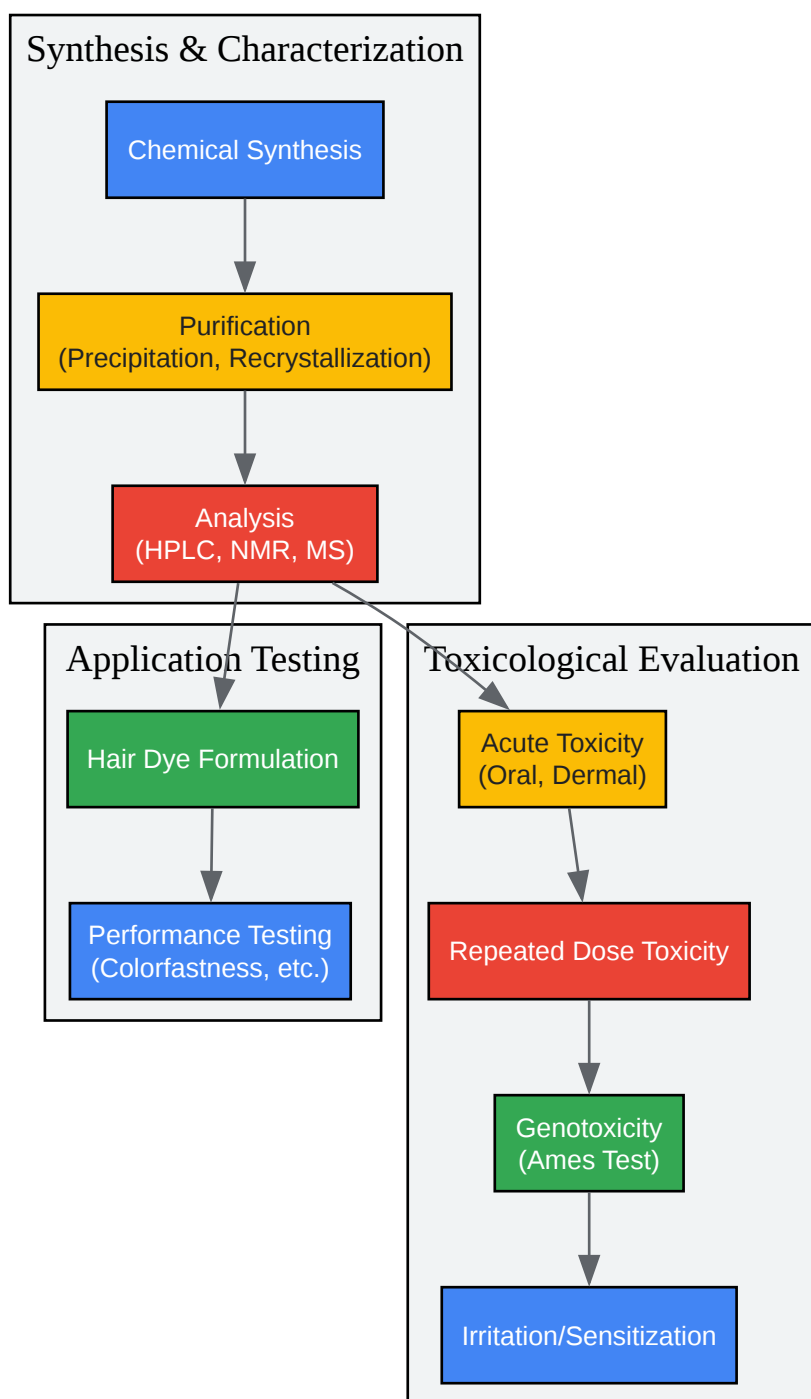 Synthesis & Characterization
Chemical Synthesis
Purification
(Precipitation, Recrystallization)
Analysis
(HPLC, NMR, MS)
Application Testing
Hair Dye Formulation
Performance Testing
(Colorfastness, etc.)
Toxicological Evaluation
Acute Toxicity
(Oral, Dermal)
Repeated Dose Toxicity
Genotoxicity
(Ames Test)
Irritation/Sensitization